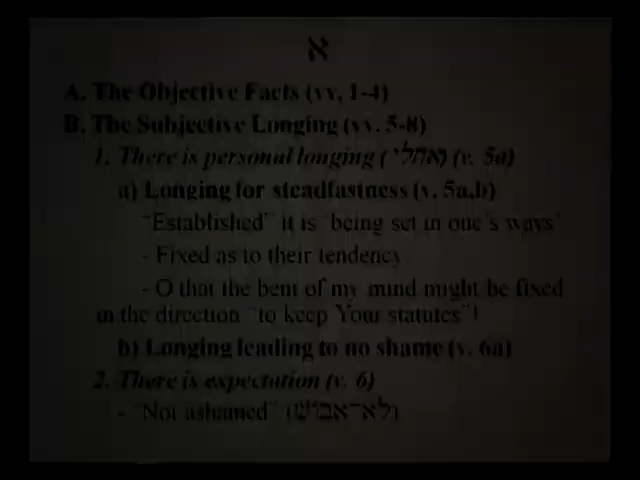 א
A. The Objective Facts (vv. 1-4)
B. The Subjective Longing (vv. 5-8)
1. There is personal longing (אחלי) (v. 5a)
a) Longing for steadfastness (v. 5a,b)
"Established" it is 'being set in one's ways'
- Fixed as to their tendency
- O that the bent of my mind might be fixed
in the direction "to keep Your statutes"!
b) Longing leading to no shame (v. 6a)
2. There is expectation (v. 6)
- "Not ashamed" (לא־אבוש)